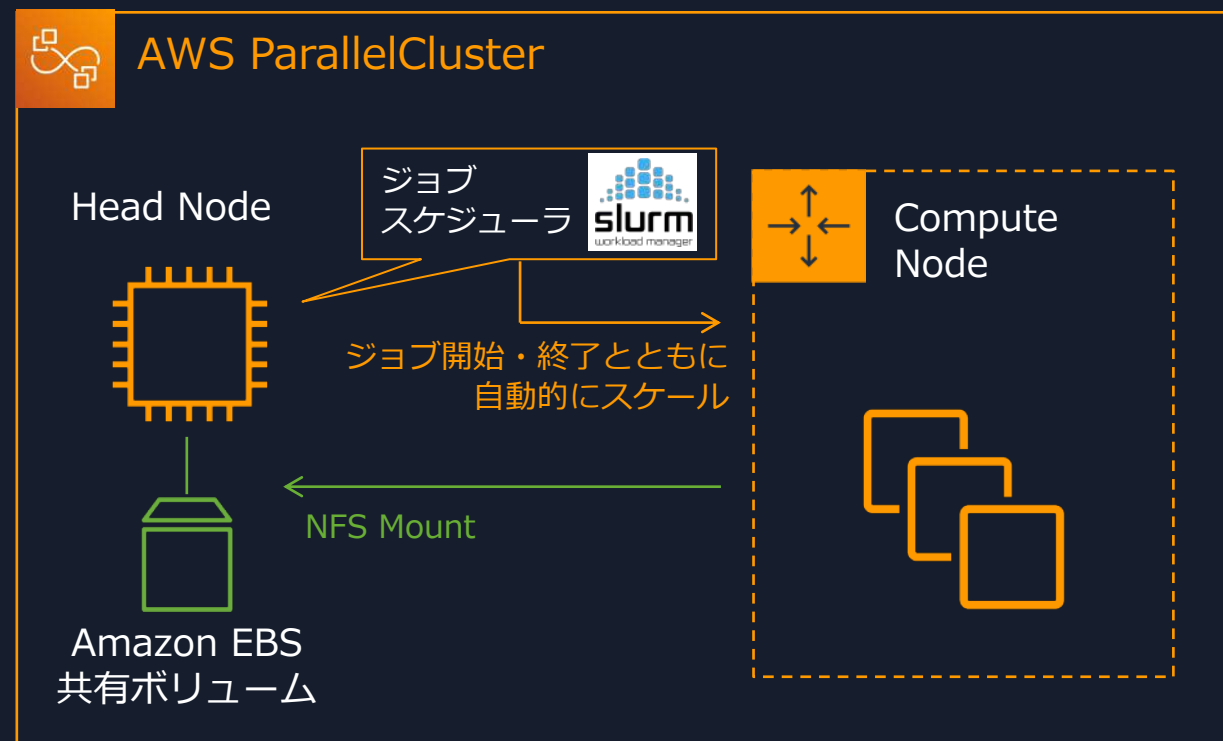 AWS ParallelCluster
Head Node
ジョブ
スケジューラ
slurm
workload manager
Compute
Node
ジョブ開始・終了とともに
自動的にスケール
NFS Mount
Amazon EBS
共有ボリューム